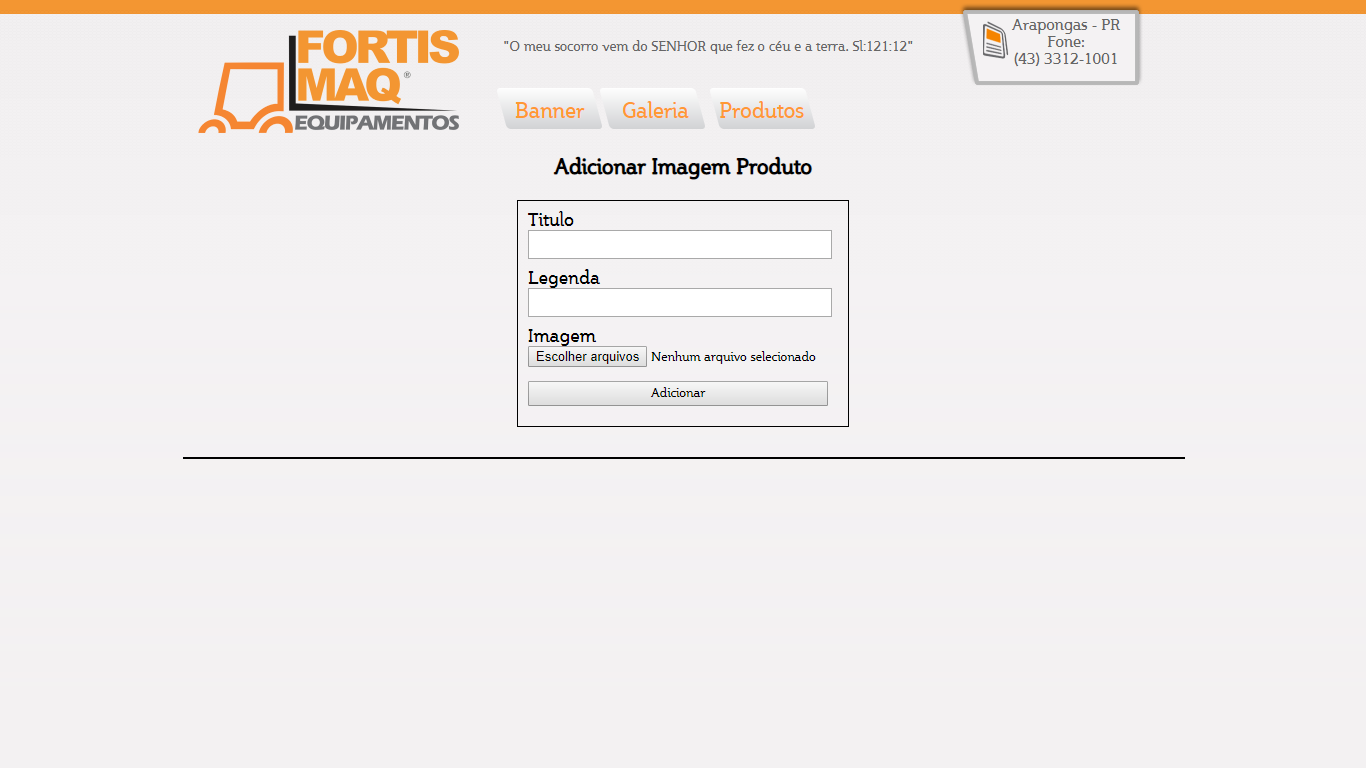 FORTIS
MAQ®
EQUIPAMENTOS
"O meu socorro vem do SENHOR que fez o céu e a terra. Sl:121:12"
Arapongas - PR
Fone:
(43) 3312-1001
Banner
Galeria
Produtos
Adicionar Imagem Produto
Titulo
Legenda
Imagem
Escolher arquivos Nenhum arquivo selecionado
Adicionar